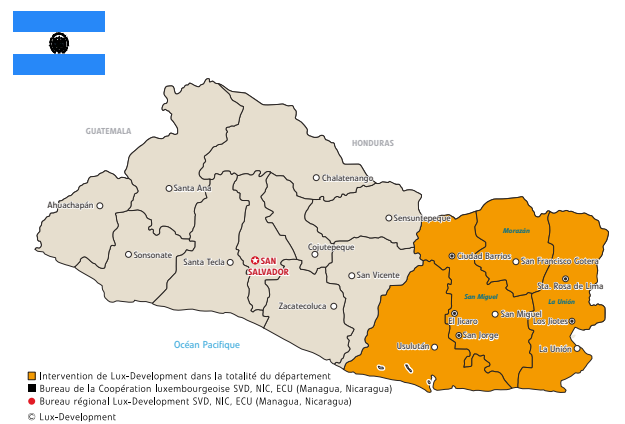 GUATEMALA
HONDURAS
Chalatenango
Santa Ana
Ahuachapán
Sensuntepeque
Morazán
Cojutepeque
Sonsonate
Santa Tecla
SAN
SALVADOR
Ciudad Barrios
San Francisco Gotera
San Vicente
Sta. Rosa de Lima
San Miguel
La Unión
Zacatecoluca
San Miguel
El Jícaro
Los Jiotes
San Jorge
Usulután
La Unión
Océan Pacifique
Intervention de Lux-Development dans la totalité du département
Bureau de la Coopération luxembourgeoise SVD, NIC, ECU (Managua, Nicaragua)
Bureau régional Lux-Development SVD, NIC, ECU (Managua, Nicaragua)
© Lux-Development